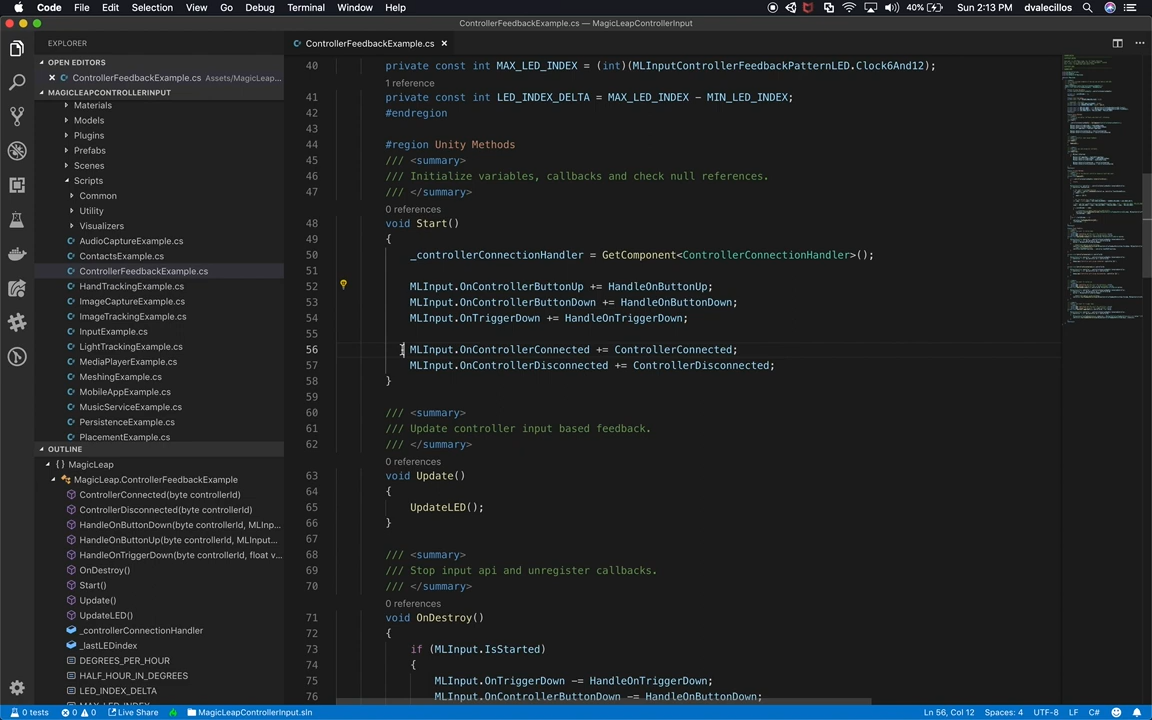 Code File Edit Selection View Go Debug Terminal Window Help
40% Sun 2:13 PM dvalecillos
ControllerFeedbackExample.cs — MagicLeapControllerInput
EXPLORER
OPEN EDITORS
ControllerFeedbackExample.cs Assets/MagicLeap...
MAGICLEAPCONTROLLERINPUT
Materials
Models
Plugins
Prefabs
Scenes
Scripts
Common
Utility
Visualizers
AudioCaptureExample.cs
ContactsExample.cs
ControllerFeedbackExample.cs
HandTrackingExample.cs
ImageCaptureExample.cs
ImageTrackingExample.cs
InputExample.cs
LightTrackingExample.cs
MediaPlayerExample.cs
MeshingExample.cs
MobileAppExample.cs
MusicServiceExample.cs
PersistenceExample.cs
PlacementExample.cs
OUTLINE
{} MagicLeap
MagicLeap.ControllerFeedbackExample
ControllerConnected(byte controllerId)
ControllerDisconnected(byte controllerId)
HandleOnButtonDown(byte controllerId, MLInp...
HandleOnButtonUp(byte controllerId, MLInput...
HandleOnTriggerDown(byte controllerId, float v...
OnDestroy()
Start()
Update()
UpdateLED()
_controllerConnectionHandler
_lastLEDindex
DEGREES_PER_HOUR
HALF_HOUR_IN_DEGREES
LED_INDEX_DELTA
ControllerFeedbackExample.cs
40 private const int MAX_LED_INDEX = (int)(MLInputControllerFeedbackPatternLED.Clock6And12);
1 reference
41 private const int LED_INDEX_DELTA = MAX_LED_INDEX - MIN_LED_INDEX;
42 #endregion
43
44 #region Unity Methods
45 /// <summary>
46 /// Initialize variables, callbacks and check null references.
47 /// </summary>
0 references
48 void Start()
49 {
50 _controllerConnectionHandler = GetComponent<ControllerConnectionHandler>();
51
52 MLInput.OnControllerButtonUp += HandleOnButtonUp;
53 MLInput.OnControllerButtonDown += HandleOnButtonDown;
54 MLInput.OnTriggerDown += HandleOnTriggerDown;
55
56 MLInput.OnControllerConnected += ControllerConnected;
57 MLInput.OnControllerDisconnected += ControllerDisconnected;
58 }
59
60 /// <summary>
61 /// Update controller input based feedback.
62 /// </summary>
0 references
63 void Update()
64 {
65 UpdateLED();
66 }
67
68 /// <summary>
69 /// Stop input api and unregister callbacks.
70 /// </summary>
0 references
71 void OnDestroy()
72 {
73 if (MLInput.IsStarted)
74 {
75 MLInput.OnTriggerDown -= HandleOnTriggerDown;
76 MLInput.OnControllerButtonDown -= HandleOnButtonDown;
0 tests 0 0 Live Share MagicLeapControllerInput.sln Ln 56, Col 12 Spaces: 4 UTF-8 LF C#